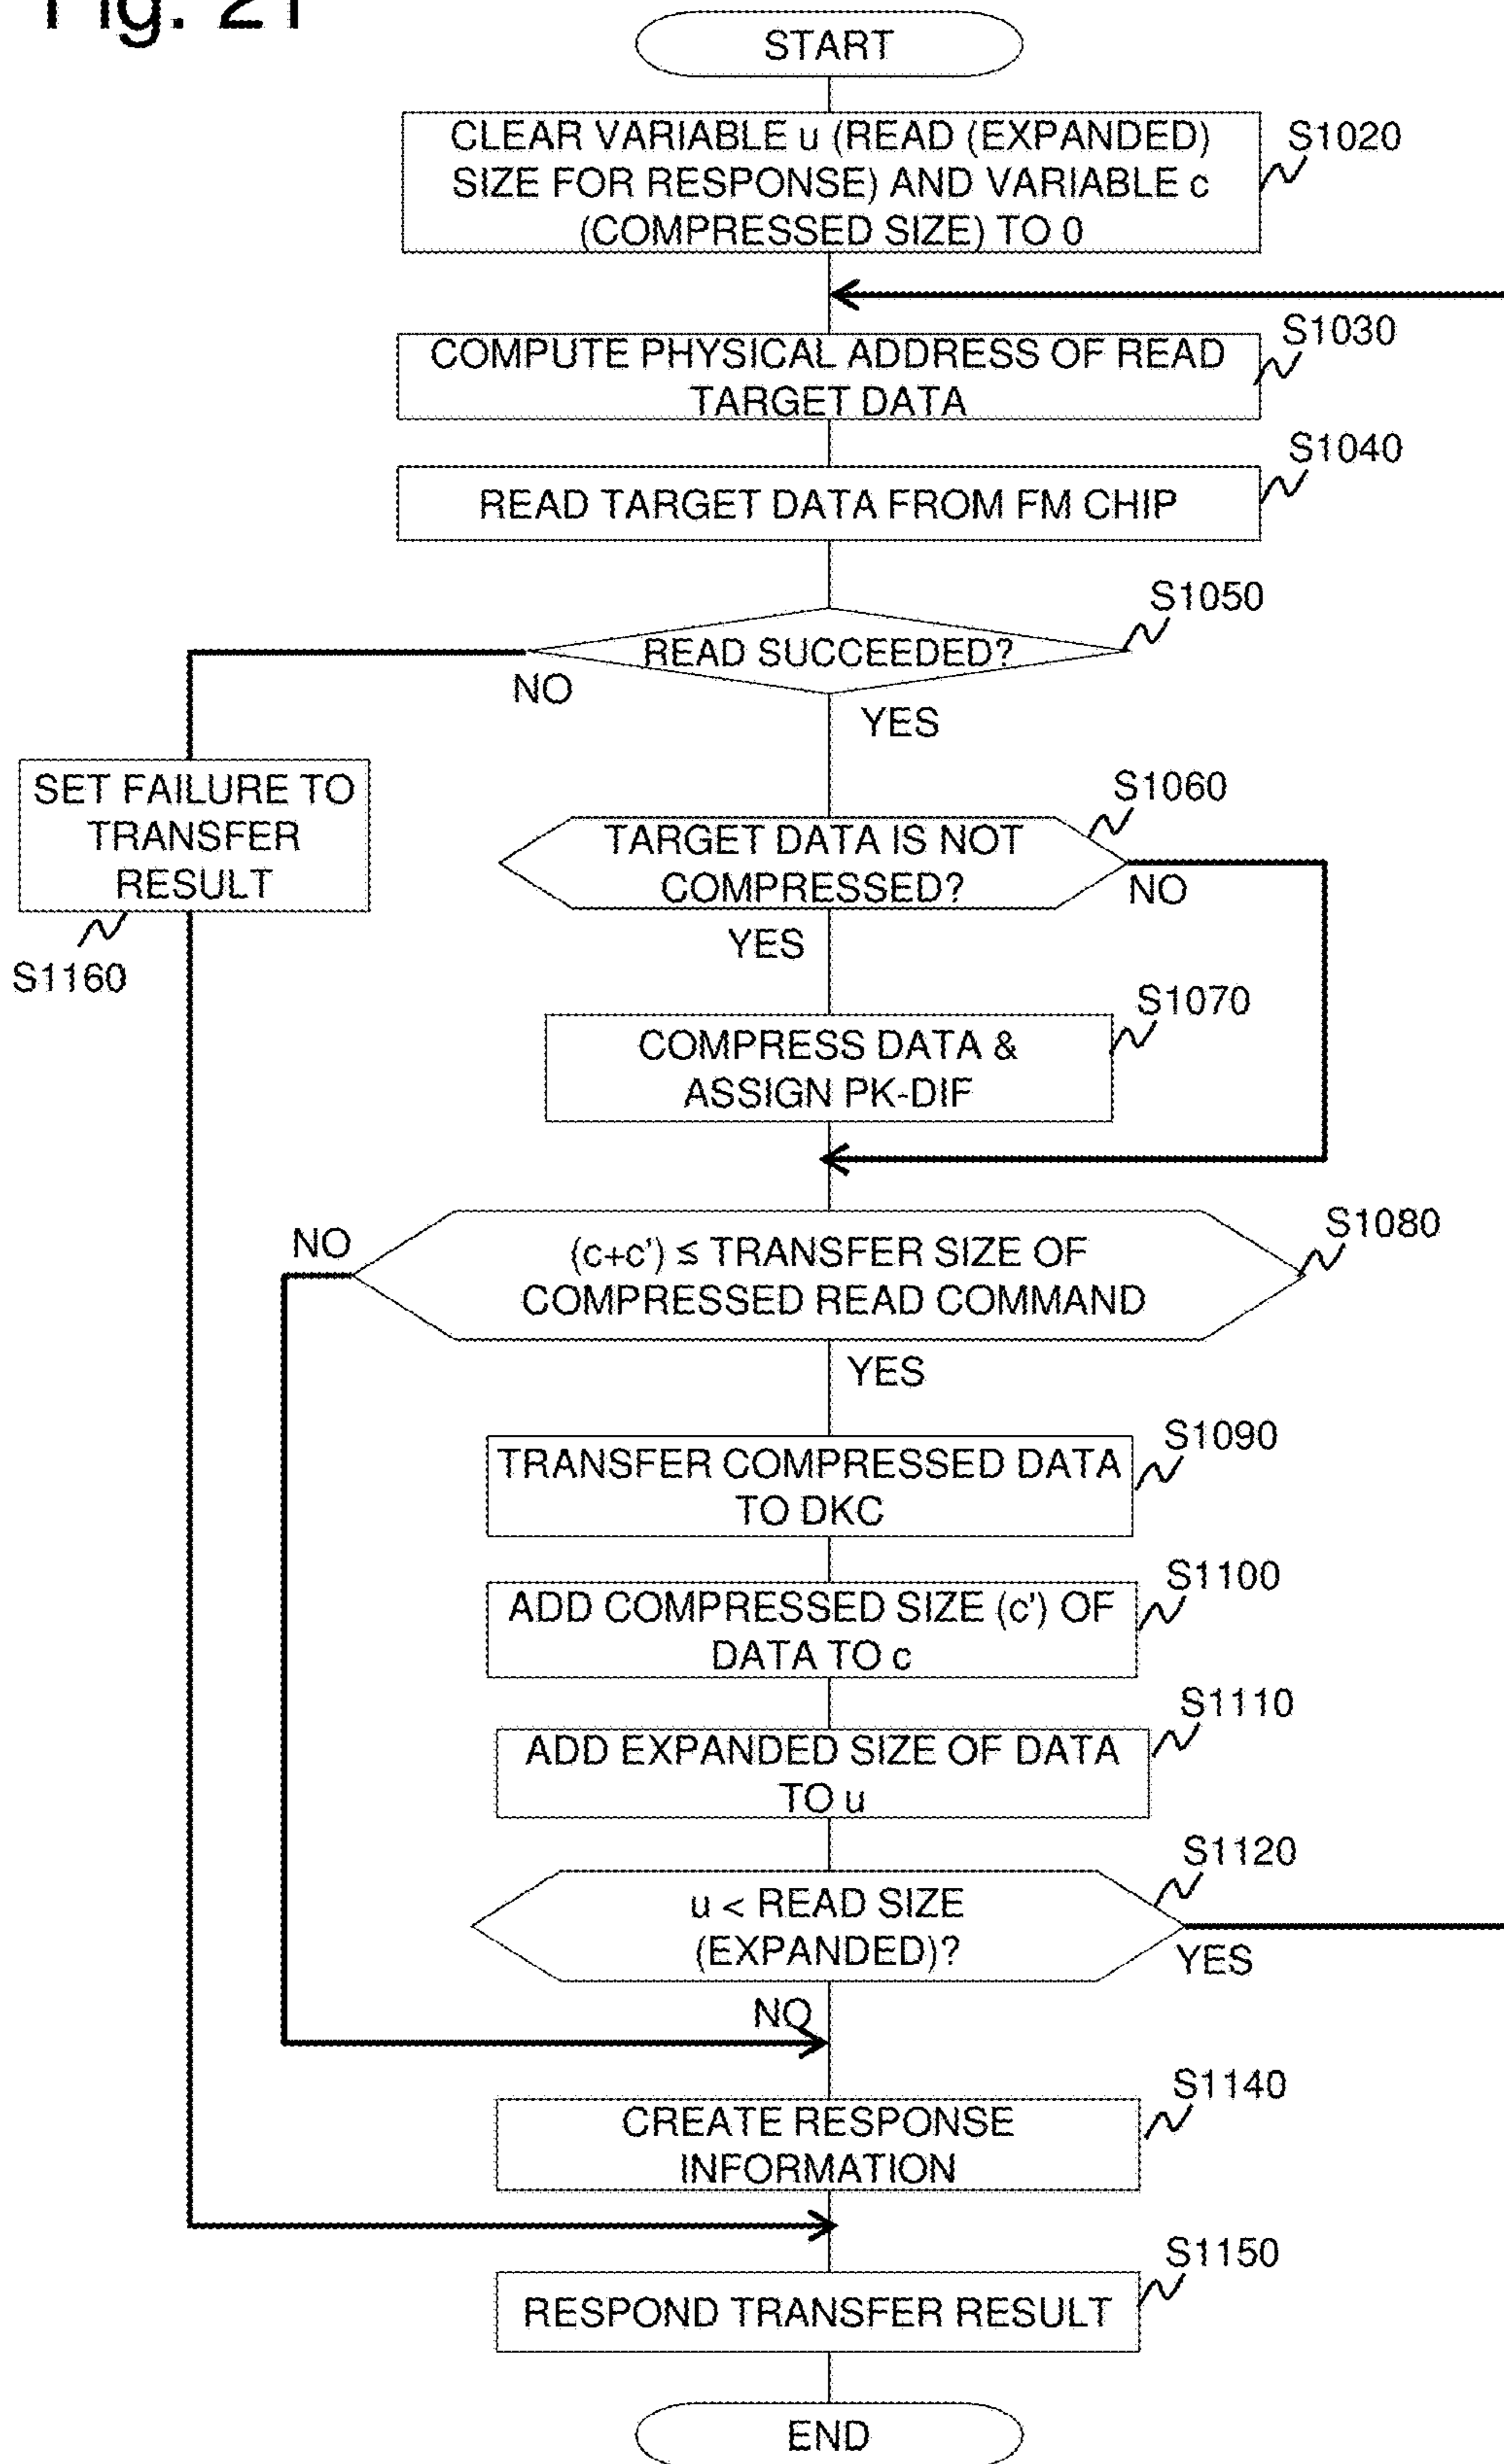 Fig. 21
START
CLEAR VARIABLE u (READ (EXPANDED)
SIZE FOR RESPONSE) AND VARIABLE c
(COMPRESSED SIZE) TO 0
S1020
COMPUTE PHYSICAL ADDRESS OF READ
TARGET DATA
S1030
READ TARGET DATA FROM FM CHIP
S1040
READ SUCCEEDED?
S1050
NO
YES
SET FAILURE TO
TRANSFER
RESULT
S1160
TARGET DATA IS NOT
COMPRESSED?
S1060
NO
YES
COMPRESS DATA &
ASSIGN PK-DIF
S1070
(c+c') ≤ TRANSFER SIZE OF
COMPRESSED READ COMMAND
S1080
NO
YES
TRANSFER COMPRESSED DATA
TO DKC
S1090
ADD COMPRESSED SIZE (c') OF
DATA TO c
S1100
ADD EXPANDED SIZE OF DATA
TO u
S1110
u < READ SIZE
(EXPANDED)?
S1120
YES
NO
CREATE RESPONSE
INFORMATION
S1140
RESPOND TRANSFER RESULT
S1150
END